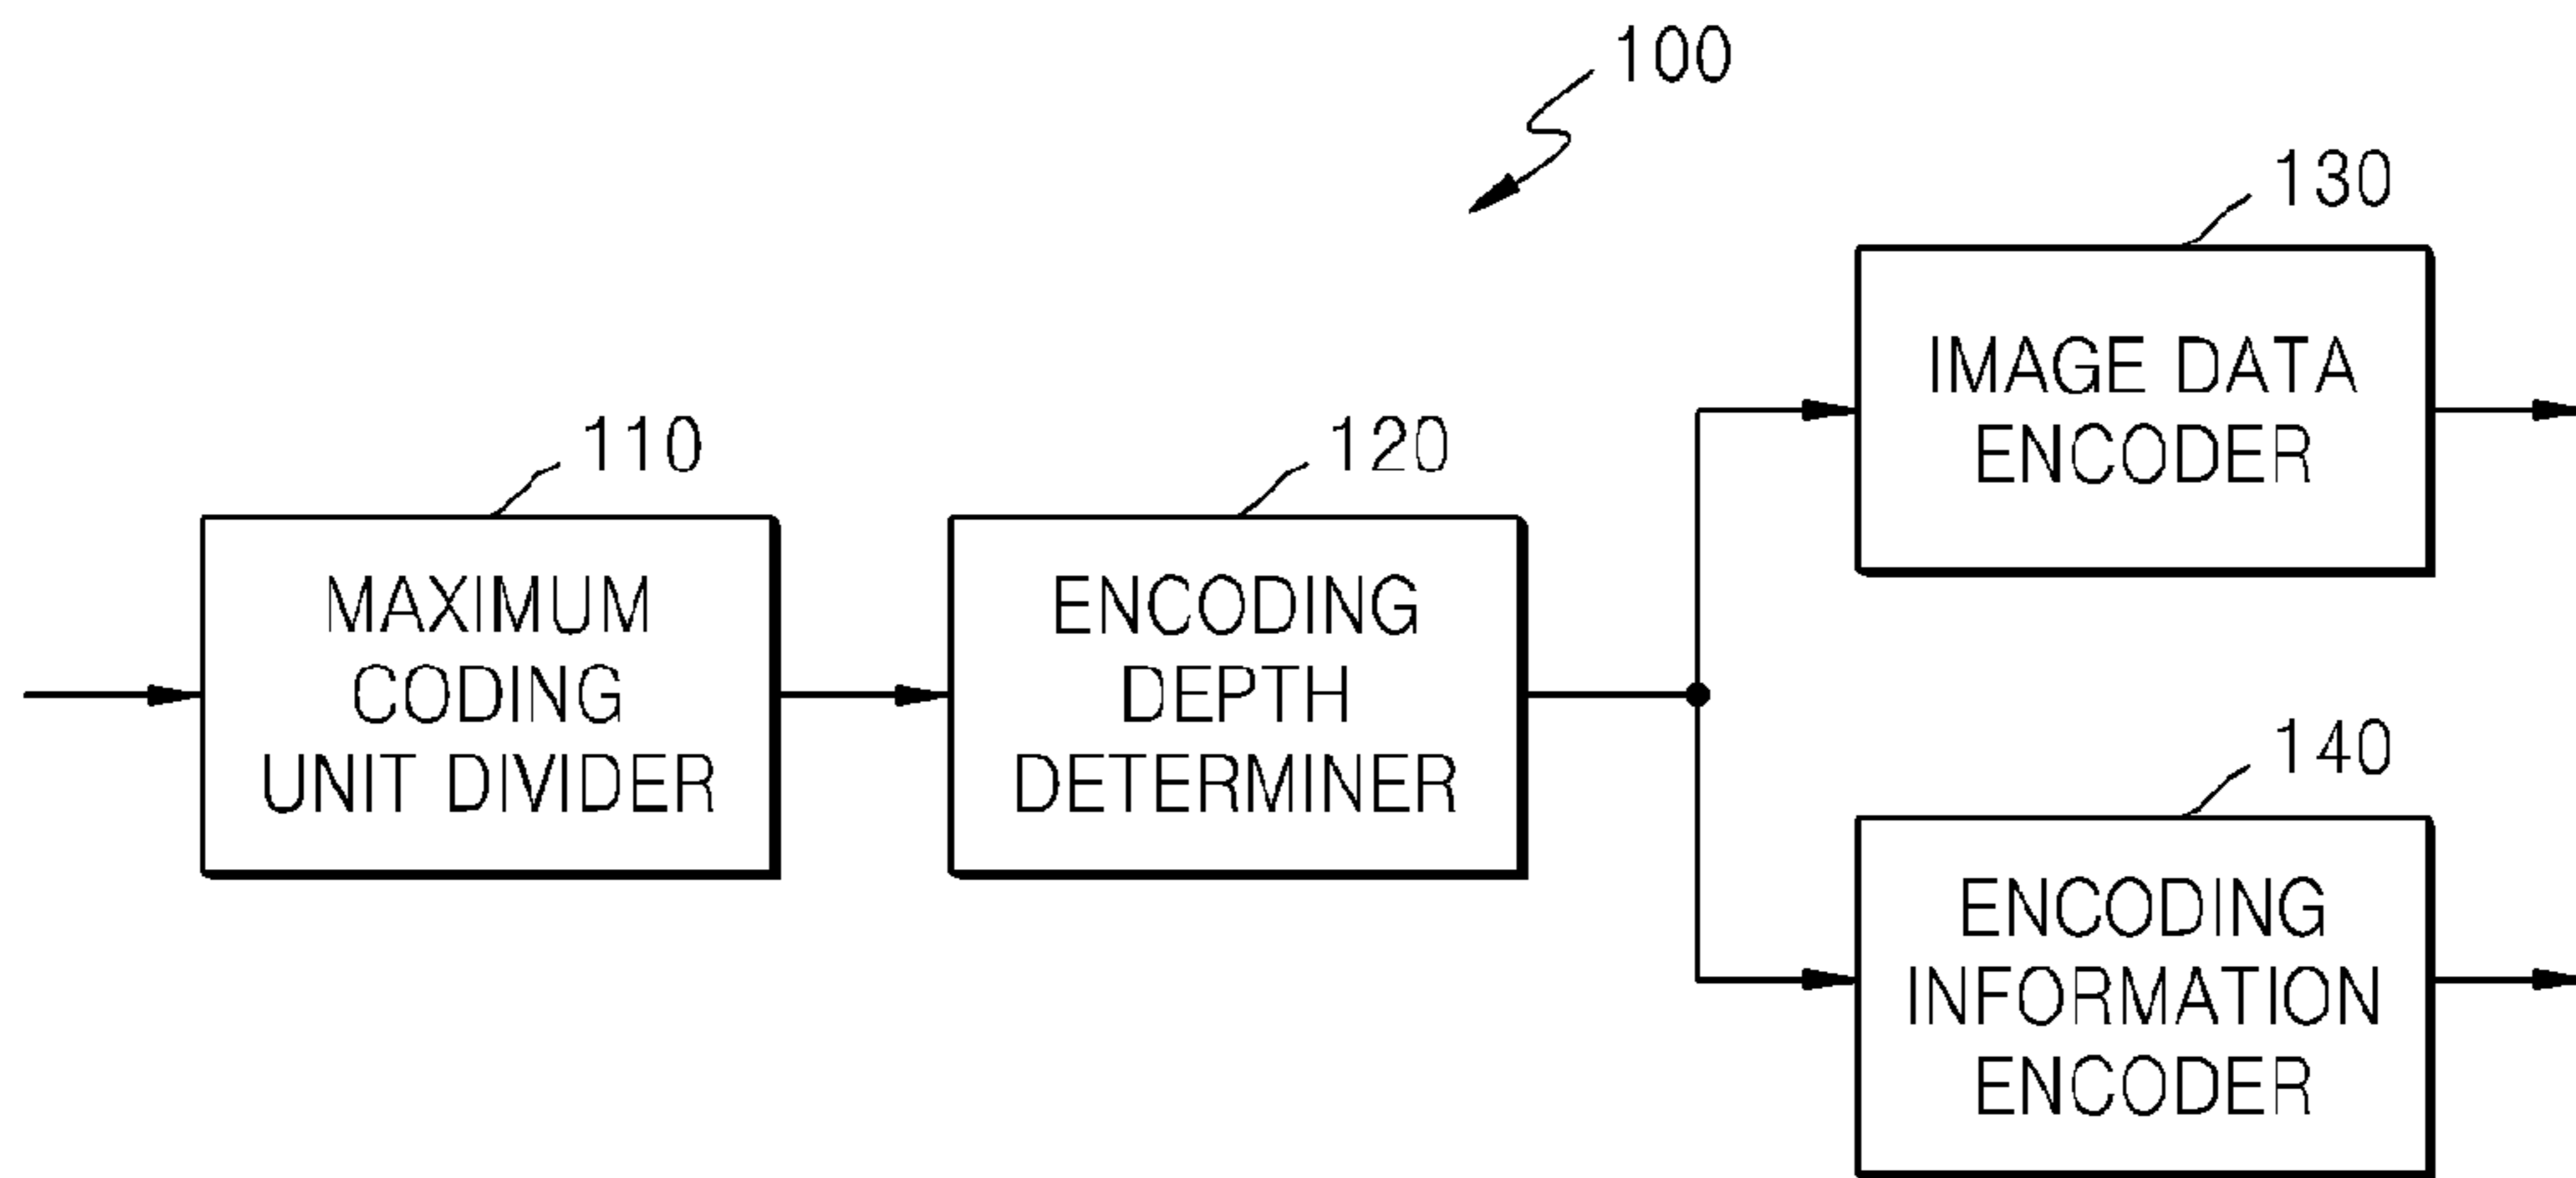 100
110
MAXIMUM
CODING
UNIT DIVIDER
120
ENCODING
DEPTH
DETERMINER
130
IMAGE DATA
ENCODER
140
ENCODING
INFORMATION
ENCODER